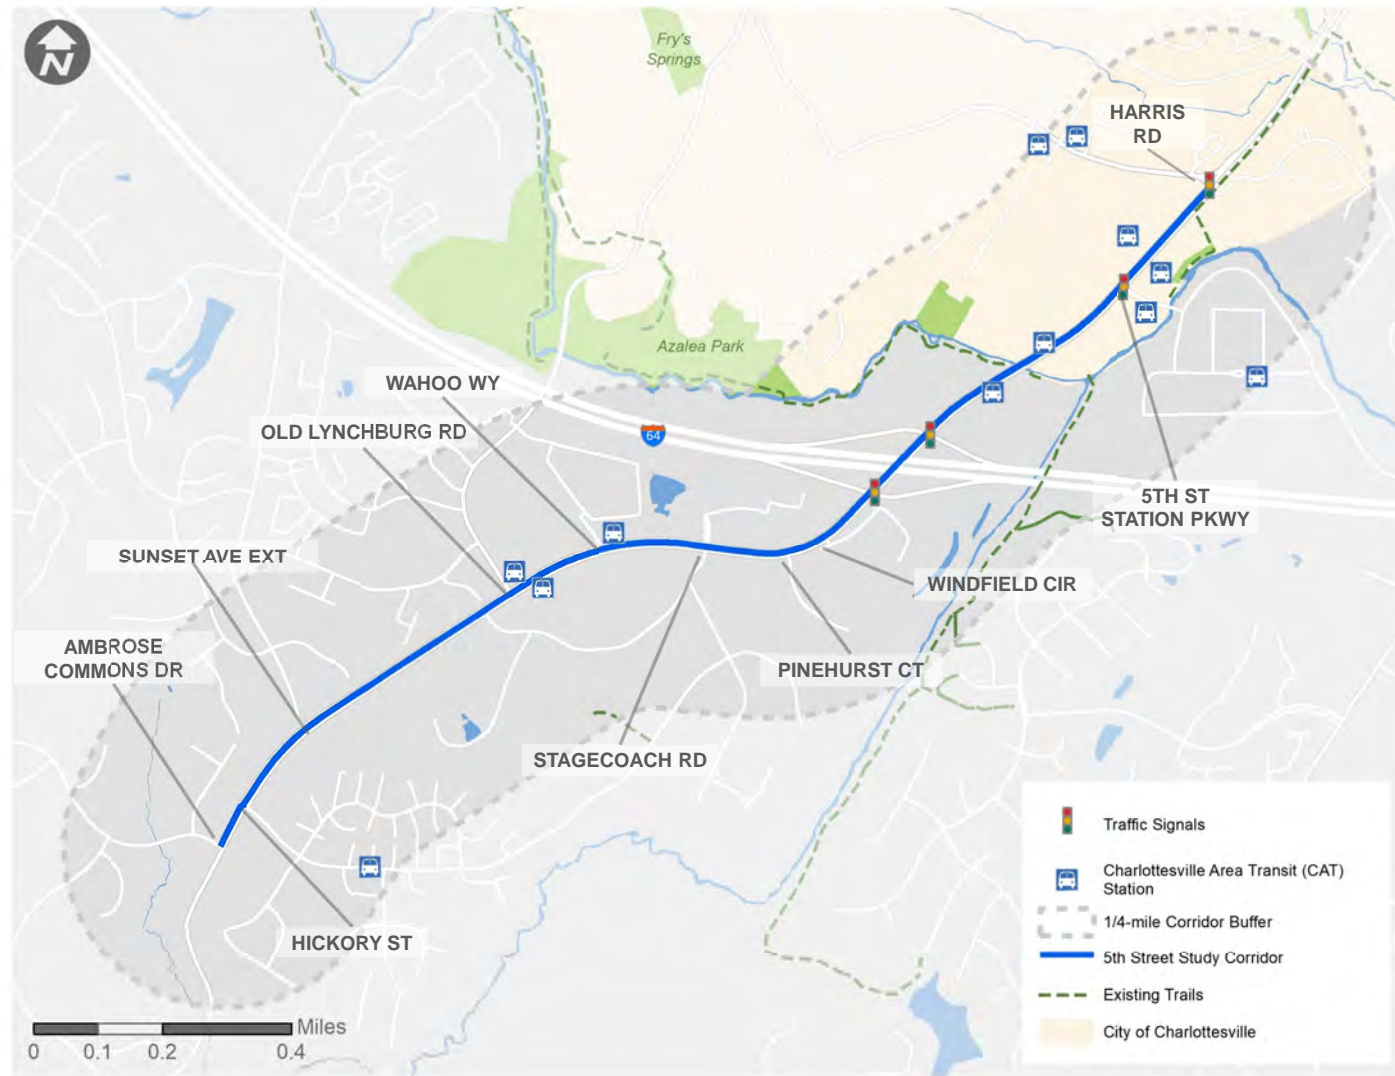 N
Fry's
Springs
HARRIS
RD
Azalea Park
WAHOO WY
OLD LYNCHBURG RD
64
5TH ST
STATION PKWY
SUNSET AVE EXT
WINDFIELD CIR
AMBROSE
COMMONS DR
PINEHURST CT
STAGECOACH RD
HICKORY ST
Traffic Signals
Charlottesville Area Transit (CAT)
Station
1/4-mile Corridor Buffer
5th Street Study Corridor
Existing Trails
City of Charlottesville
Miles
0 0.1 0.2 0.4